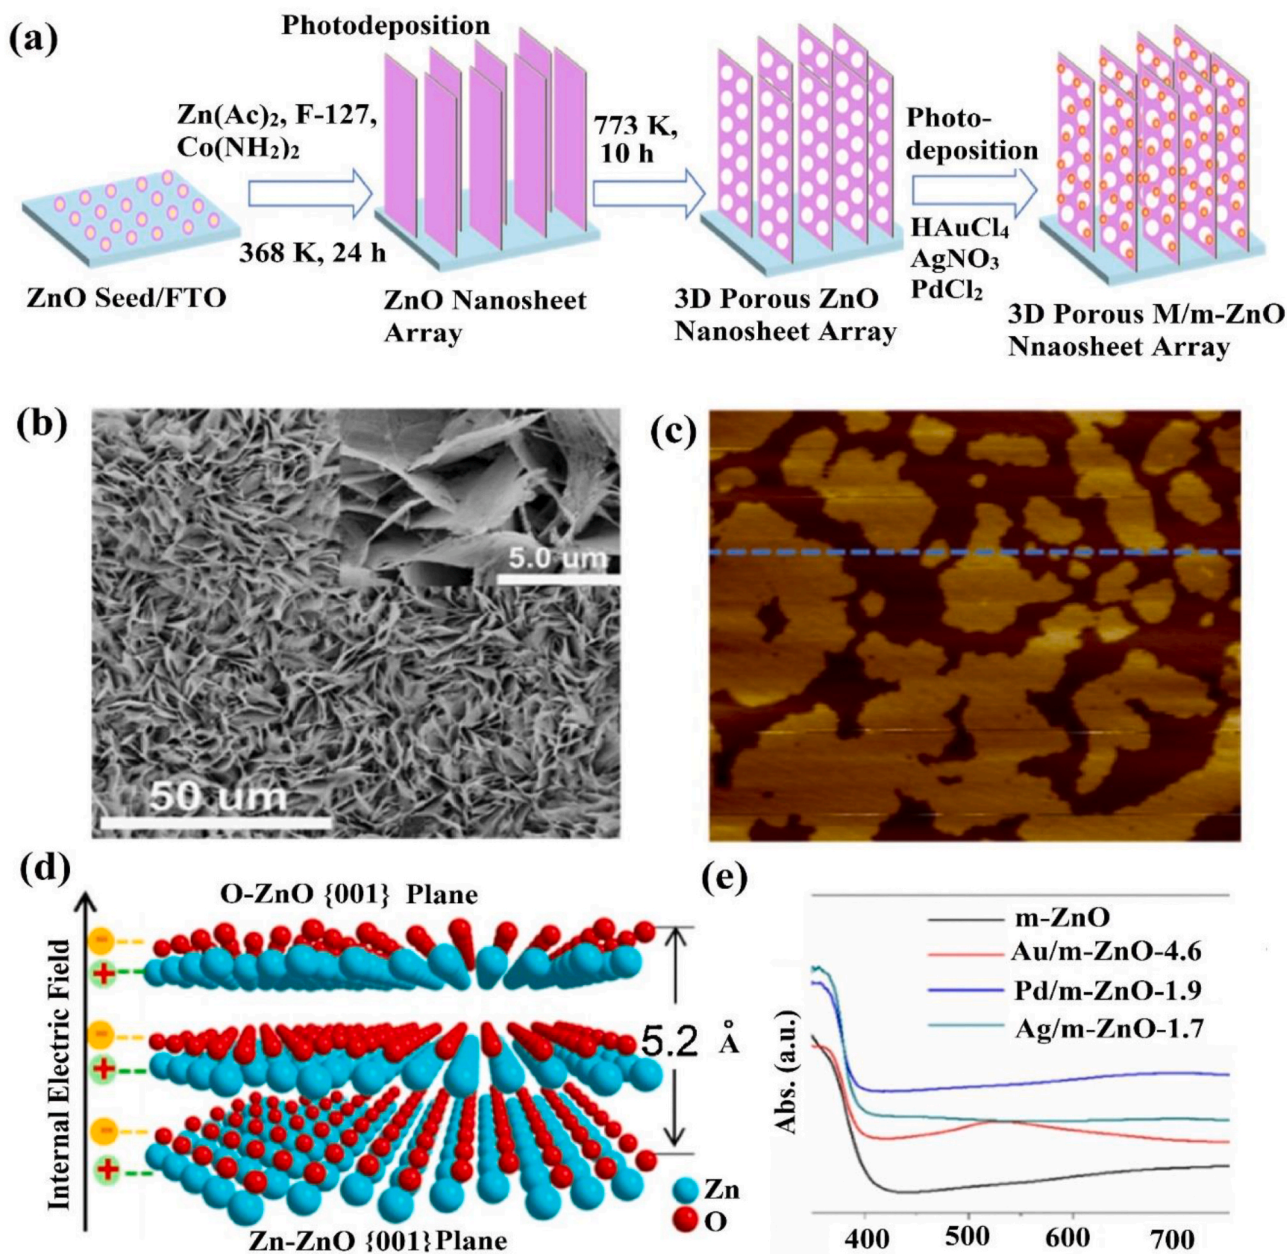 (a)
Photodeposition
Zn(Ac)₂, F-127,
Co(NH₂)₂
368 K, 24 h
773 K,
10 h
Photo-
deposition
HAuCl₄
AgNO₃
PdCl₂
ZnO Seed/FTO
ZnO Nanosheet
Array
3D Porous ZnO
Nanosheet Array
3D Porous M/m-ZnO
Nnaosheet Array
(b)
5.0 um
50 um
(c)
(d)
O-ZnO {001} Plane
Internal Electric Field
-
+
-
+
-
+
5.2 Å
Zn
O
Zn-ZnO {001} Plane
(e)
m-ZnO
Au/m-ZnO-4.6
Pd/m-ZnO-1.9
Ag/m-ZnO-1.7
Abs. (a.u.)
400 500 600 700